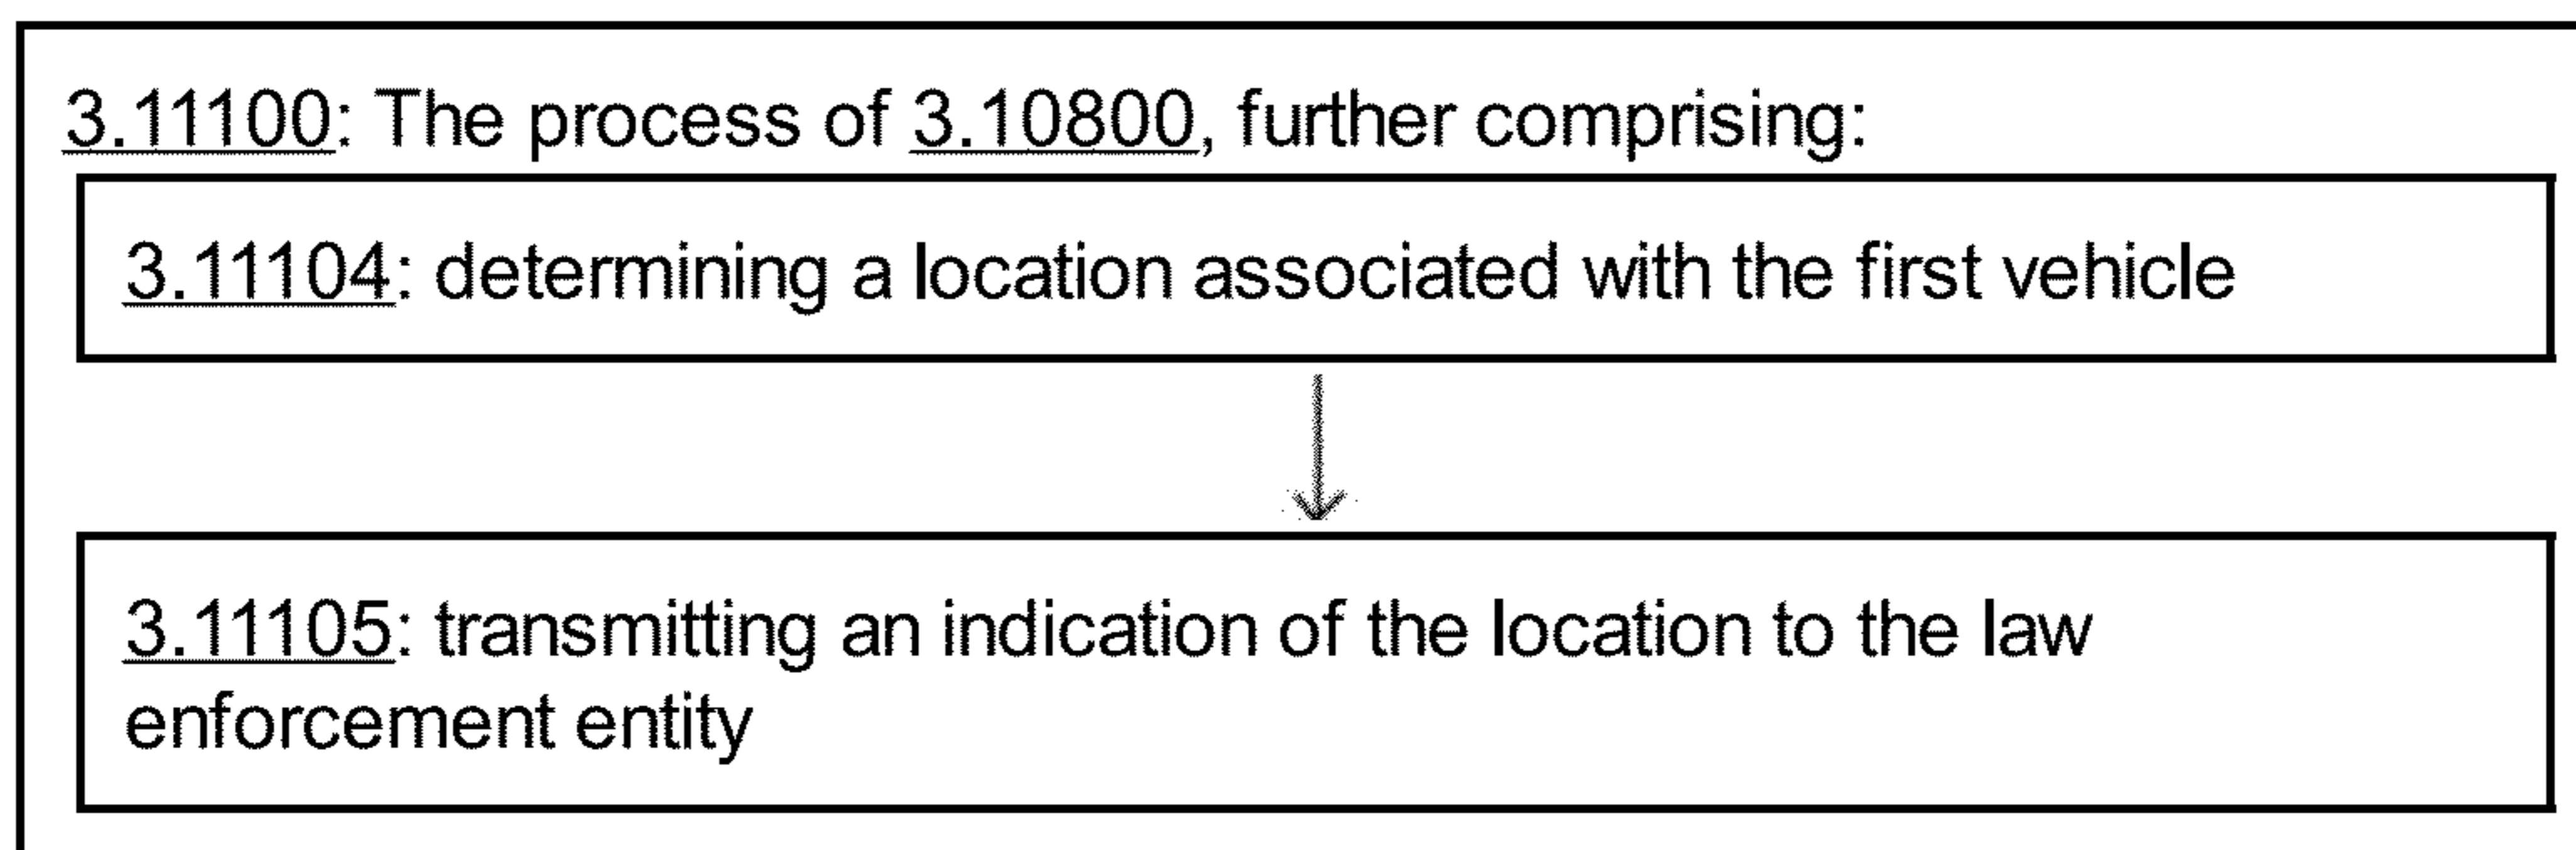 3.11100: The process of 3.10800, further comprising:
3.11104: determining a location associated with the first vehicle
3.11105: transmitting an indication of the location to the law
enforcement entity